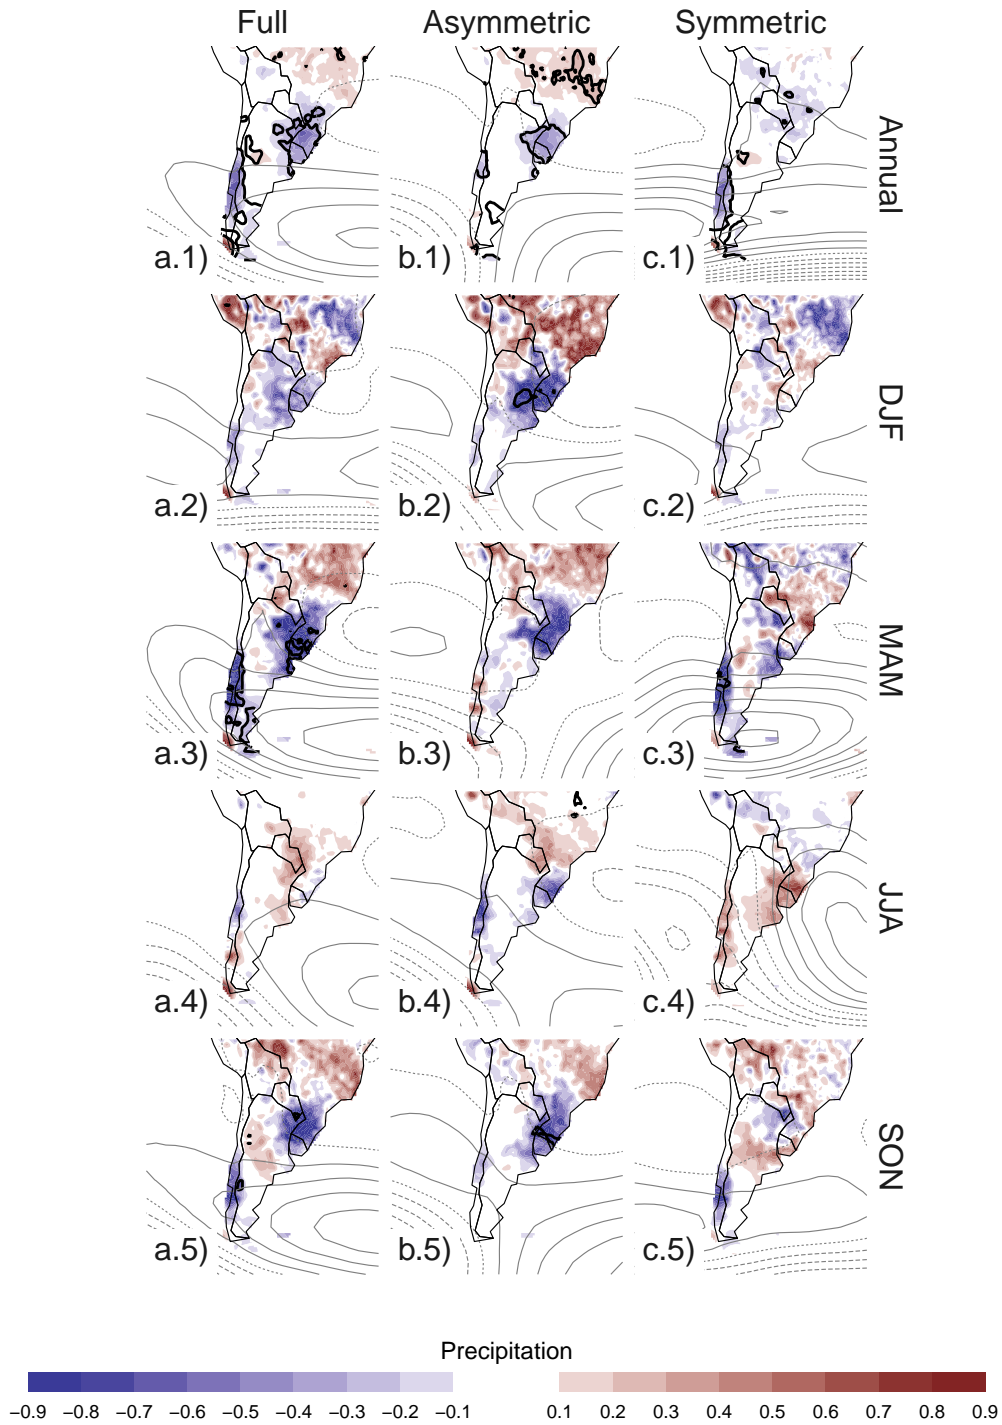 Full Asymmetric Symmetric
a.1) b.1) c.1) Annual
a.2) b.2) c.2) DJF
a.3) b.3) c.3) MAM
a.4) b.4) c.4) JJA
a.5) b.5) c.5) SON
Precipitation
−0.9 −0.8 −0.7 −0.6 −0.5 −0.4 −0.3 −0.2 −0.1 0.1 0.2 0.3 0.4 0.5 0.6 0.7 0.8 0.9